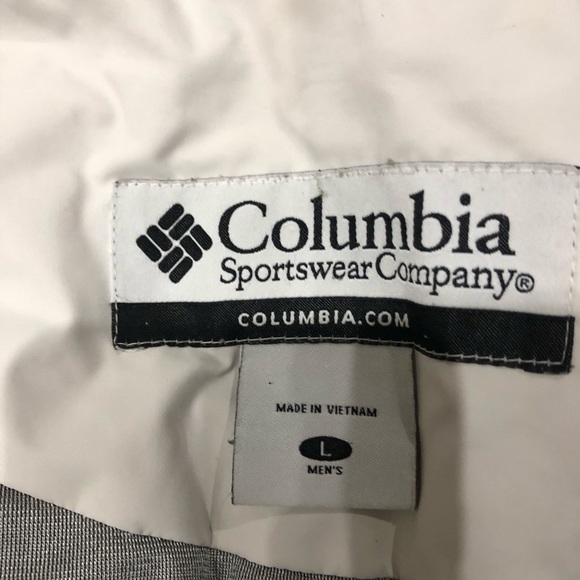 Columbia
Sportswear Company®
COLUMBIA.COM
MADE IN VIETNAM
L
MEN'S